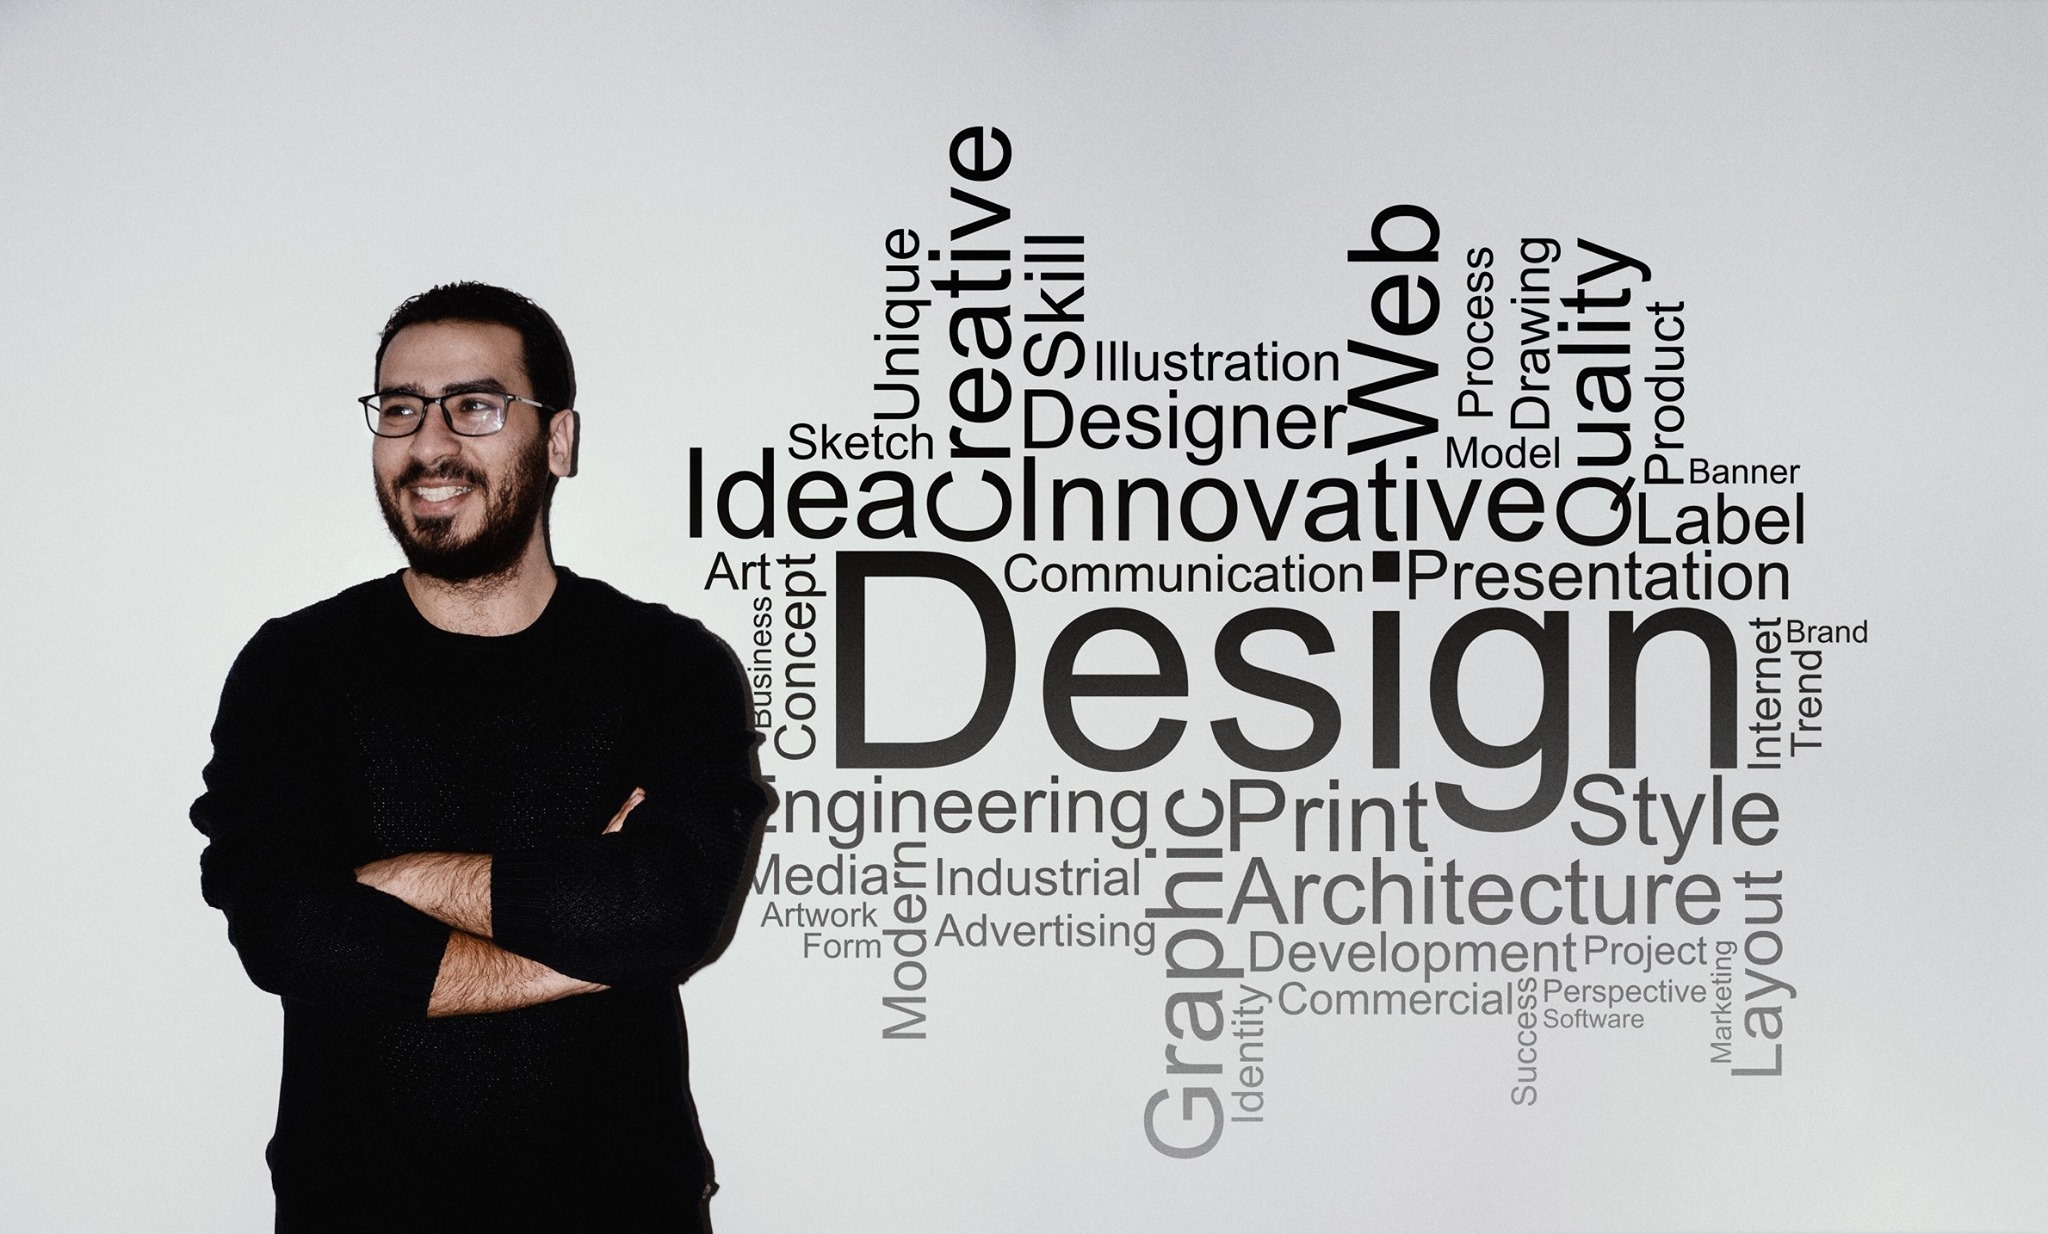 Creative
Unique
Skill
Web
Process
Drawing
Quality
Product
Illustration
Designer
Sketch
Model
Banner
Idea
Innovative
Label
Art
Concept
Communication
Presentation
Business
Design
Internet
Brand
Trend
Engineering
Graphic
Print
Style
Media
Modern
Industrial
Architecture
Layout
Artwork
Advertising
Form
Development
Project
Marketing
Identity
Commercial
Success
Perspective
Software